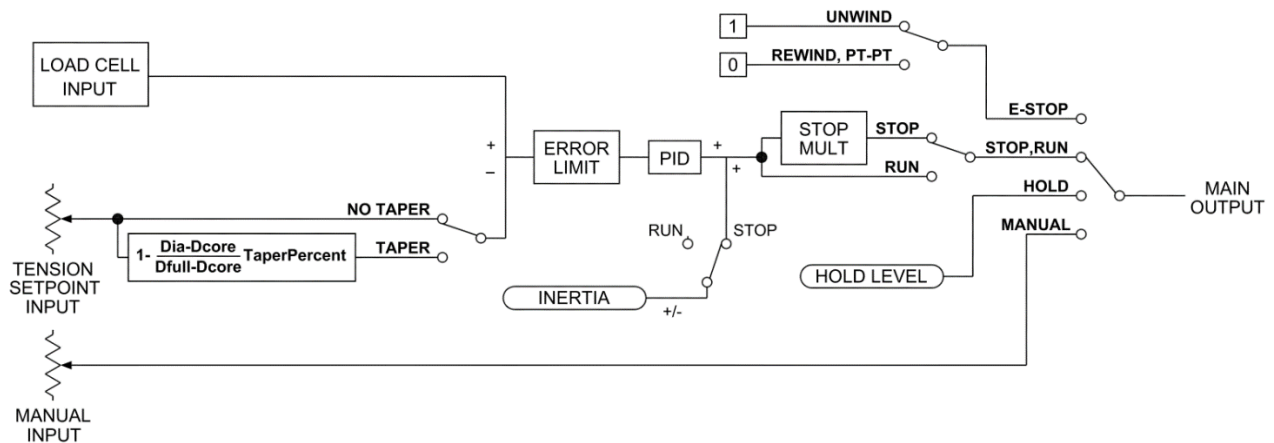 1
UNWIND
0
REWIND, PT-PT
LOAD CELL
INPUT
E-STOP
+
−
ERROR
LIMIT
PID
+
+
STOP
MULT
STOP
RUN
STOP,RUN
HOLD
MANUAL
MAIN
OUTPUT
NO TAPER
TAPER
1- Dia-Dcore
Dfull-Dcore TaperPercent
TENSION
SETPOINT
INPUT
RUN
STOP
INERTIA
+/-
HOLD LEVEL
MANUAL
INPUT